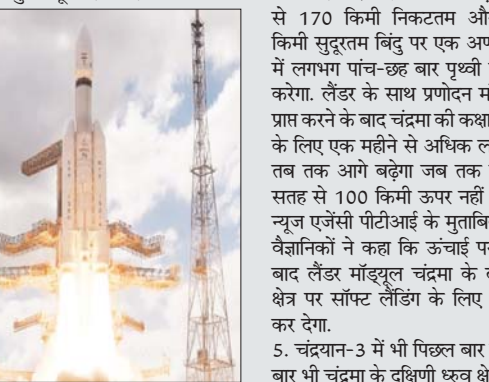 से 170 किमी निकटतम औ
किमी सुदूरतम बिंदु पर एक अण
में लगभग पांच-छह बार पृथ्वी
करेगा. लैंडर के साथ प्रणोदन म
प्राप्त करने के बाद चंद्रमा की कक्षा
के लिए एक महीने से अधिक ल
तब तक आगे बढ़ेगा जब तक
सतह से 100 किमी ऊपर नहीं
न्यूज एजेंसी पीटीआई के मुताबि
वैज्ञानिकों ने कहा कि ऊंचाई प
बाद लैंडर मॉड्यूल चंद्रमा के द
क्षेत्र पर सॉफ्ट लैंडिंग के लिए
कर देगा.
5. चंद्रयान-3 में भी पिछल बार
बार भी चंद्रमा के दक्षिणी ध्रुव क्षे